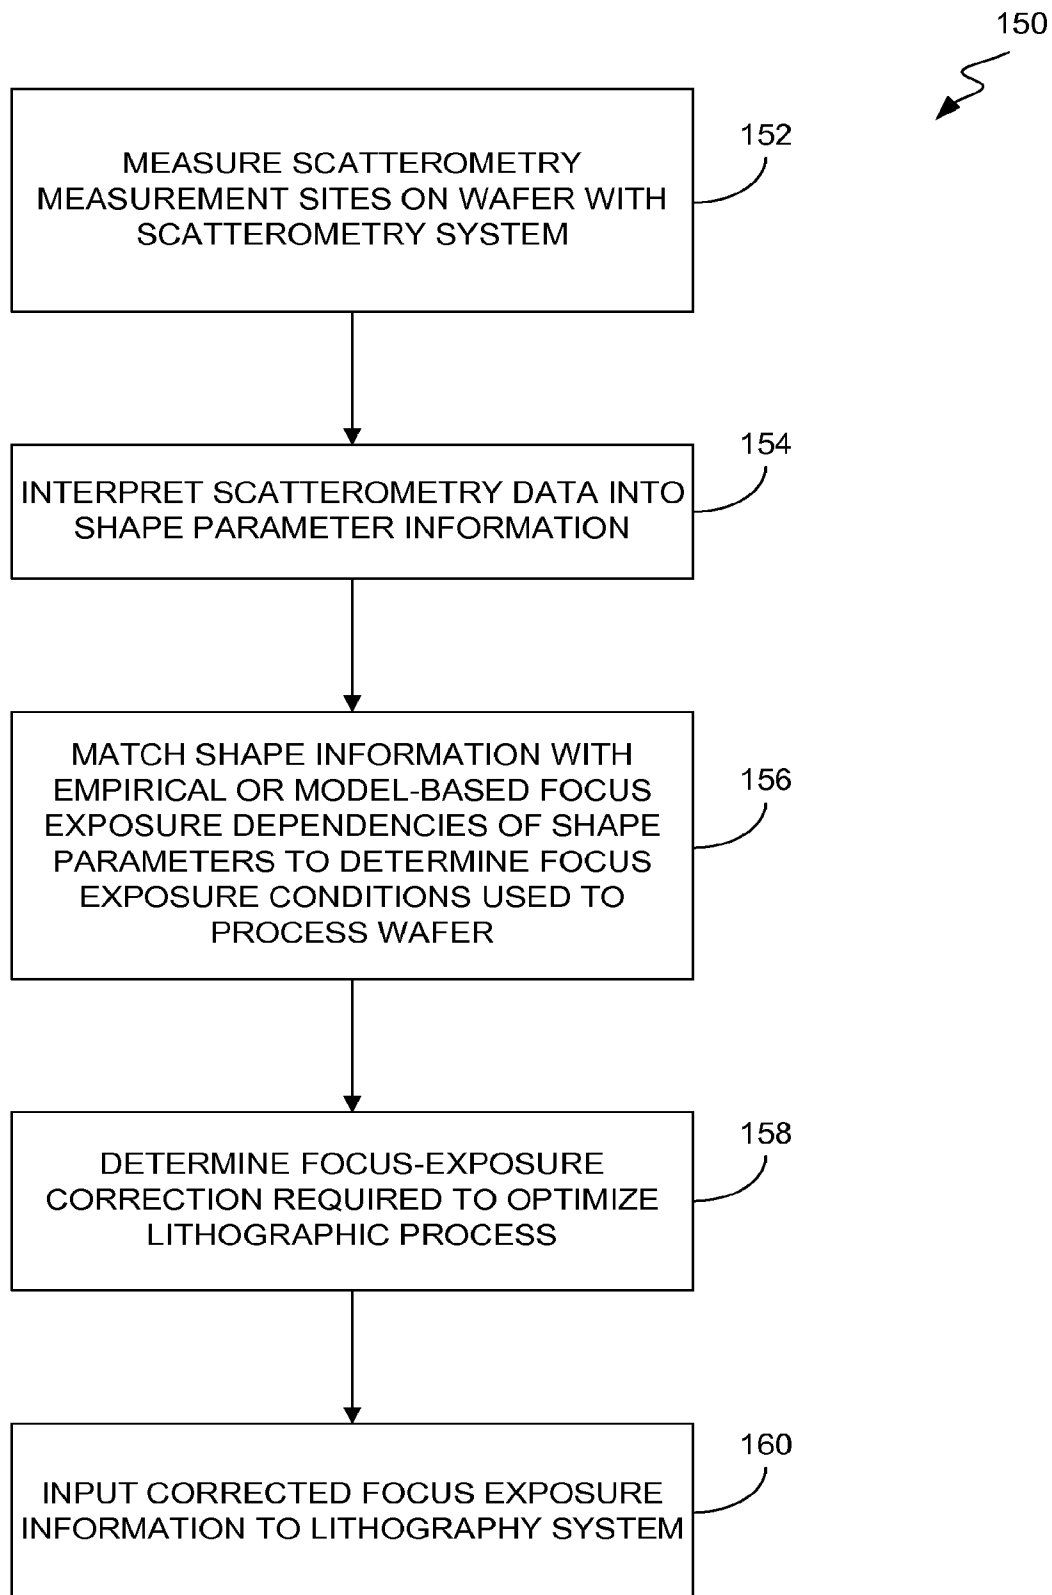 150
152
MEASURE SCATTEROMETRY
MEASUREMENT SITES ON WAFER WITH
SCATTEROMETRY SYSTEM
154
INTERPRET SCATTEROMETRY DATA INTO
SHAPE PARAMETER INFORMATION
156
MATCH SHAPE INFORMATION WITH
EMPIRICAL OR MODEL-BASED FOCUS
EXPOSURE DEPENDENCIES OF SHAPE
PARAMETERS TO DETERMINE FOCUS
EXPOSURE CONDITIONS USED TO
PROCESS WAFER
158
DETERMINE FOCUS-EXPOSURE
CORRECTION REQUIRED TO OPTIMIZE
LITHOGRAPHIC PROCESS
160
INPUT CORRECTED FOCUS EXPOSURE
INFORMATION TO LITHOGRAPHY SYSTEM